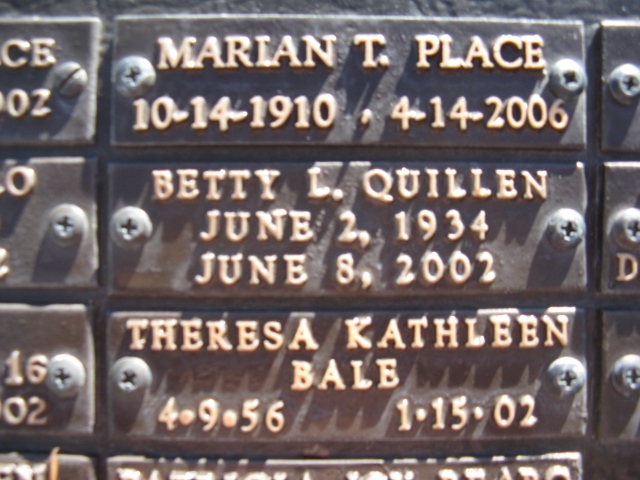 MARIAN T. PLACE
10-14-1910 . 4-14-2006
BETTY L. QUILLEN
JUNE 2, 1934
JUNE 8, 2002
THERESA KATHLEEN
BALE
4•9•56 1•15•02